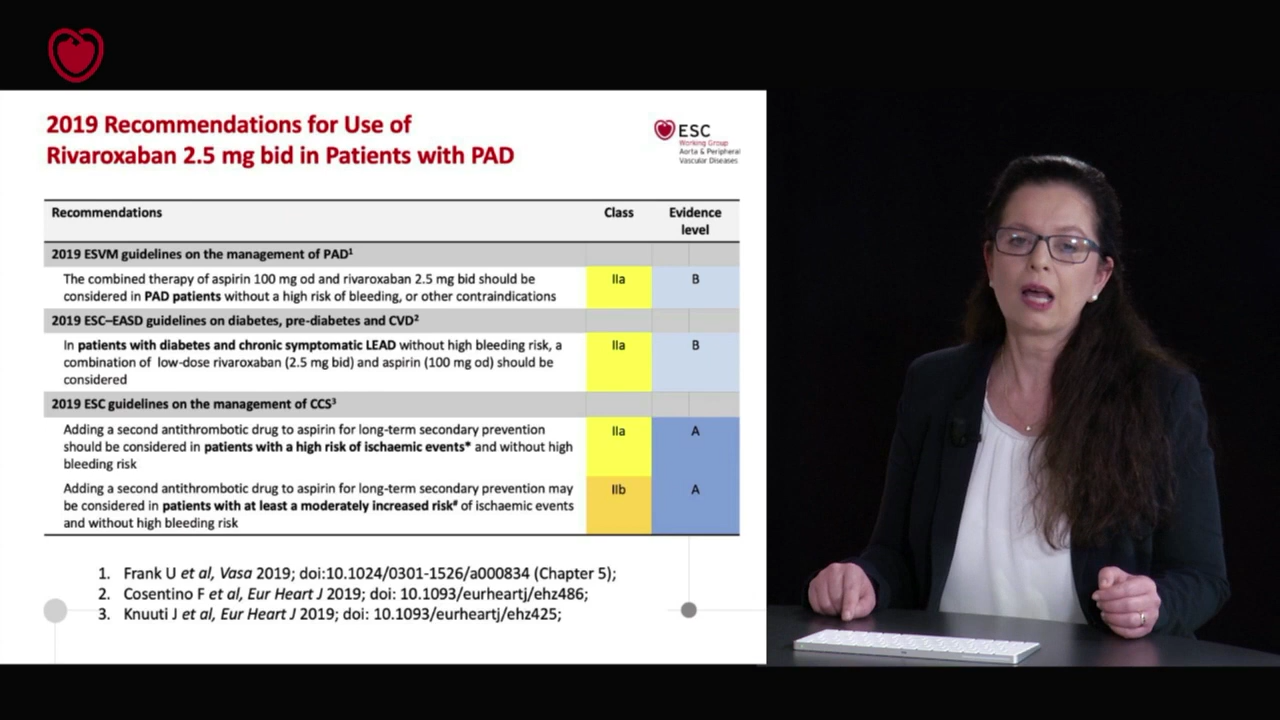 2019 Recommendations for Use of
Rivaroxaban 2.5 mg bid in Patients with PAD
ESC
Working Group
Aorta & Peripheral
Vascular Diseases
Recommendations Class Evidence
level
2019 ESVM guidelines on the management of PAD¹
The combined therapy of aspirin 100 mg od and rivaroxaban 2.5 mg bid should be IIa B
considered in PAD patients without a high risk of bleeding, or other contraindications
2019 ESC–EASD guidelines on diabetes, pre-diabetes and CVD²
In patients with diabetes and chronic symptomatic LEAD without high bleeding risk, a IIa B
combination of low-dose rivaroxaban (2.5 mg bid) and aspirin (100 mg od) should be
considered
2019 ESC guidelines on the management of CCS³
Adding a second antithrombotic drug to aspirin for long-term secondary prevention IIa A
should be considered in patients with a high risk of ischaemic events* and without high
bleeding risk
Adding a second antithrombotic drug to aspirin for long-term secondary prevention may IIb A
be considered in patients with at least a moderately increased risk# of ischaemic events
and without high bleeding risk
1. Frank U et al, Vasa 2019; doi:10.1024/0301-1526/a000834 (Chapter 5);
2. Cosentino F et al, Eur Heart J 2019; doi: 10.1093/eurheartj/ehz486;
3. Knuuti J et al, Eur Heart J 2019; doi: 10.1093/eurheartj/ehz425;